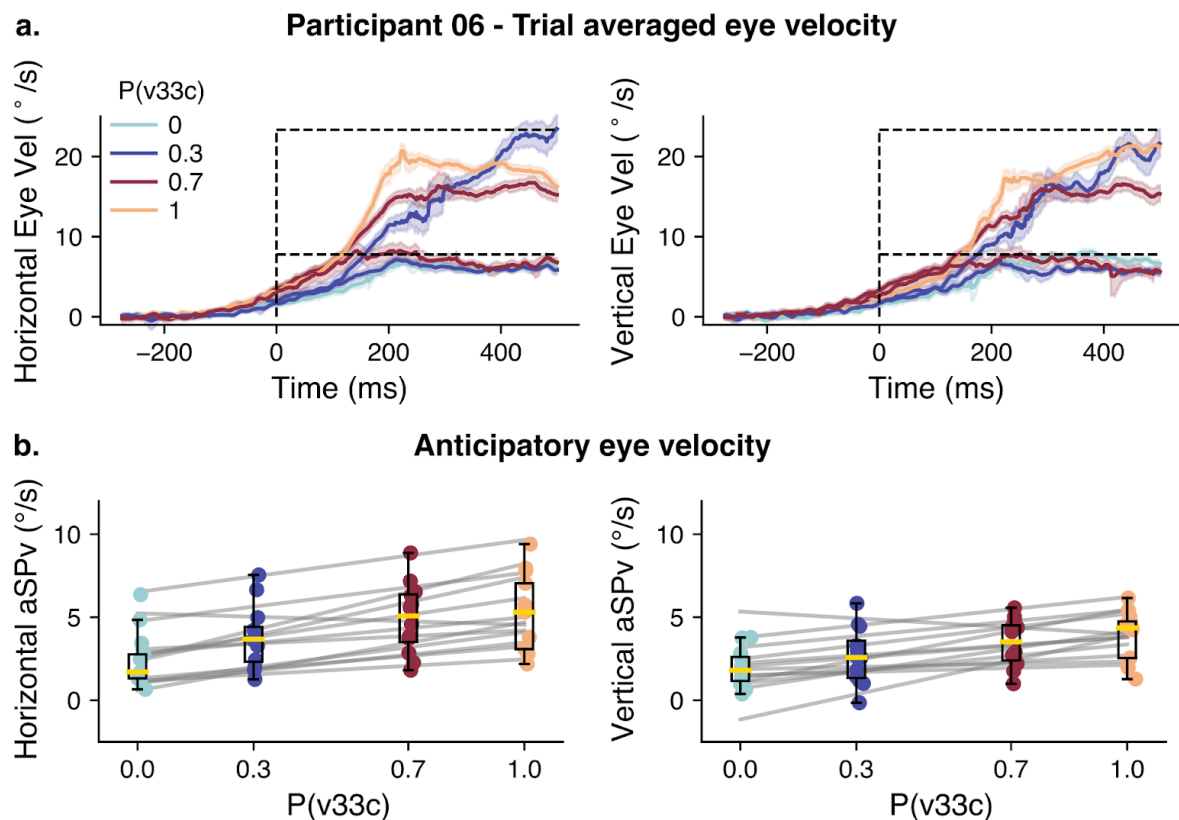 a.
Participant 06 - Trial averaged eye velocity
Horizontal Eye Vel ( ° /s)
P(v33c)
0
0.3
0.7
1
20
10
0
−200
0
200
400
Time (ms)
Vertical Eye Vel ( ° /s)
20
10
0
−200
0
200
400
Time (ms)
b.
Anticipatory eye velocity
Horizontal aSPv (°/s)
10
5
0
0.0
0.3
0.7
1.0
P(v33c)
Vertical aSPv (°/s)
10
5
0
0.0
0.3
0.7
1.0
P(v33c)